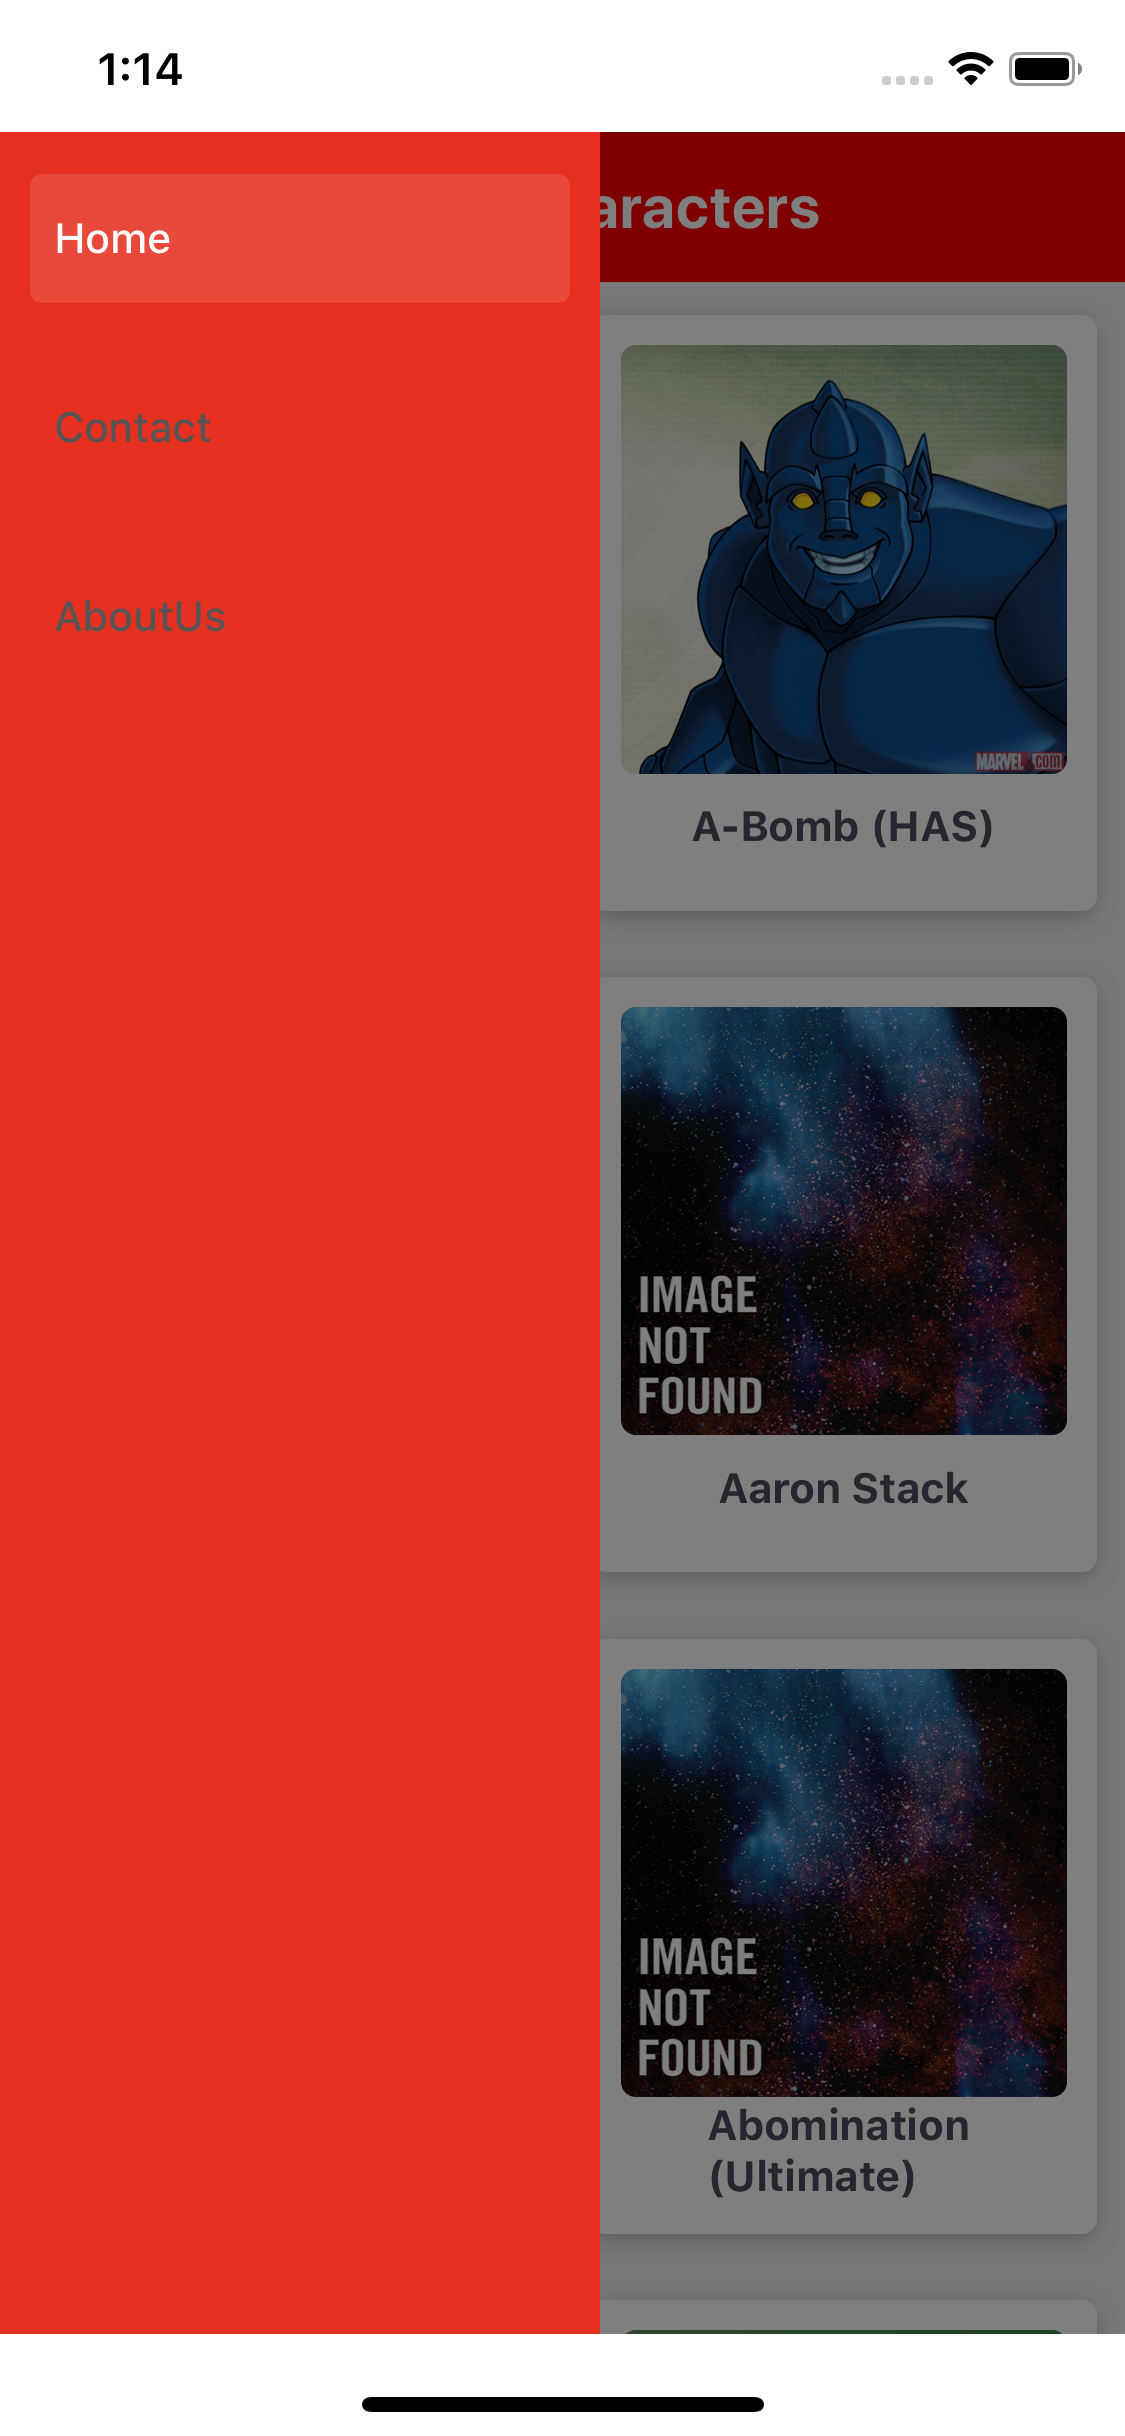 1:14
Home
Contact
AboutUs
aracters
MARVEL
.com
A-Bomb (HAS)
IMAGE
NOT
FOUND
Aaron Stack
IMAGE
NOT
FOUND
Abomination
(Ultimate)